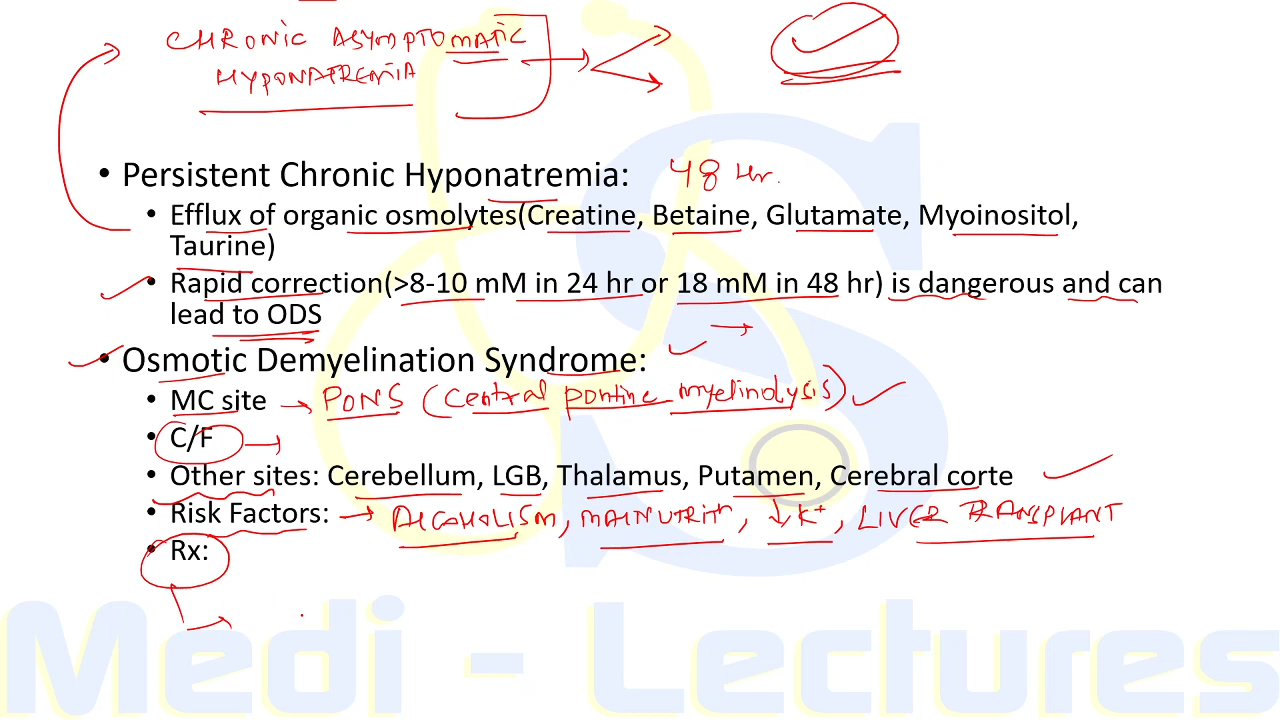 CHRONIC ASYMPTOMATIC
HYPONATREMIA
• Persistent Chronic Hyponatremia: 48 Hr.
• Efflux of organic osmolytes(Creatine, Betaine, Glutamate, Myoinositol,
Taurine)
• Rapid correction(>8-10 mM in 24 hr or 18 mM in 48 hr) is dangerous and can
lead to ODS
• Osmotic Demyelination Syndrome:
• MC site → PONS (central pontine myelinolysis)
• C/F →
• Other sites: Cerebellum, LGB, Thalamus, Putamen, Cerebral corte
• Risk Factors: → ALCOHOLISM, MALNUTRITn, ↓K+, LIVER TRANSPLANT
• Rx:
Medi - Lectures